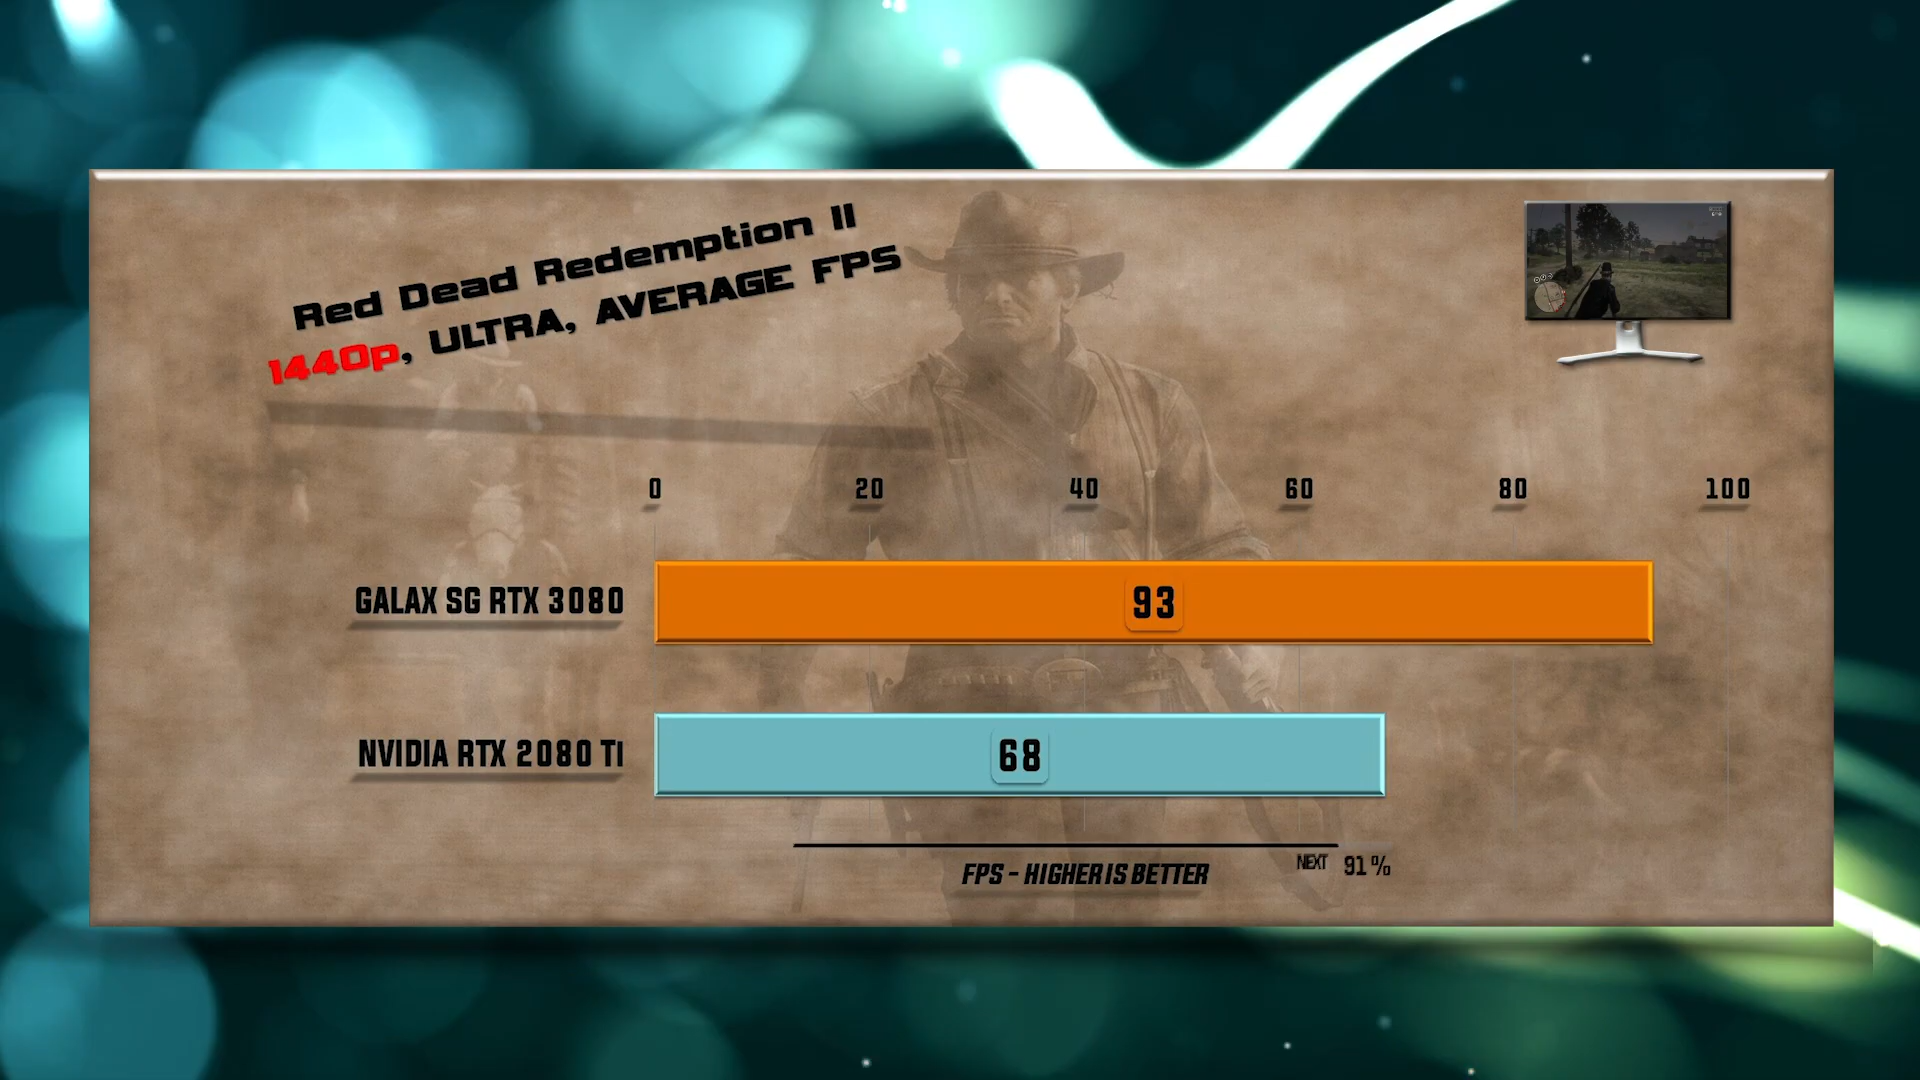 Red Dead Redemption II
1440p, ULTRA, AVERAGE FPS
0 20 40 60 80 100
GALAX SG RTX 3080
93
NVIDIA RTX 2080 TI
68
FPS - HIGHER IS BETTER
NEXT 91%